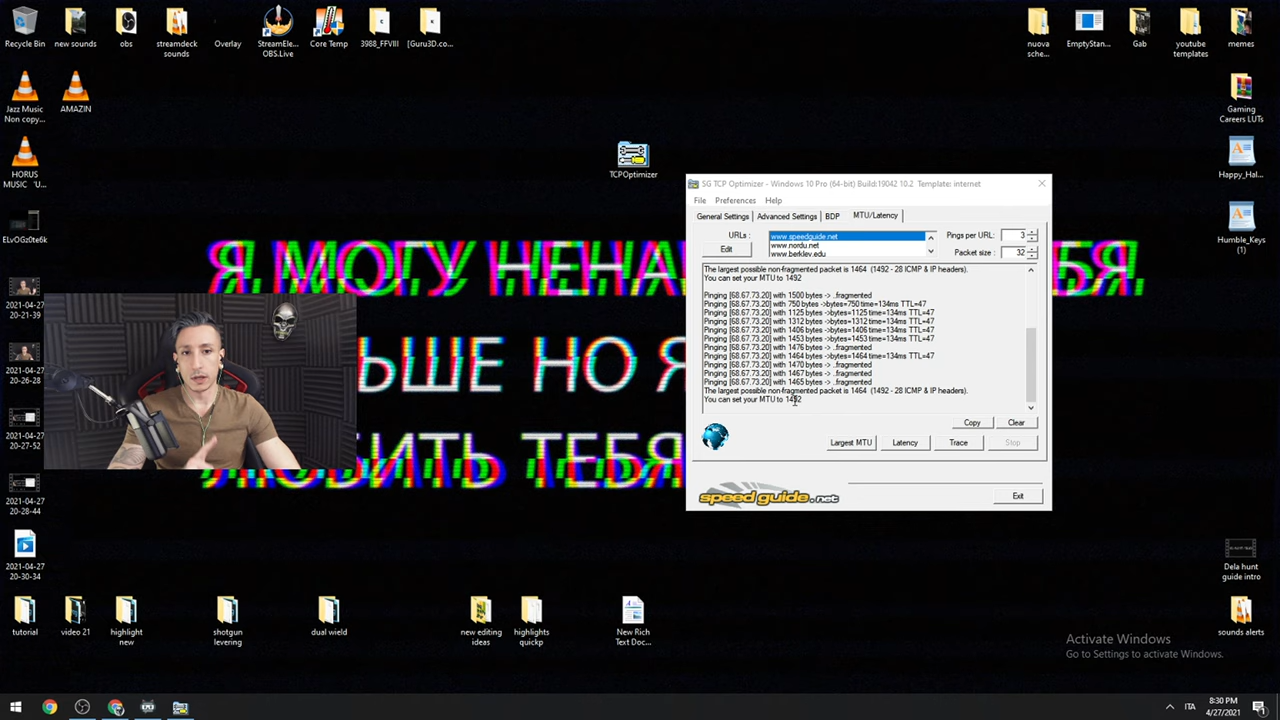 Recycle Bin
new sounds
obs
streamdeck
sounds
Overlay
StreamEle...
OBS.Live
Core Temp
3988_FFVIII
[Guru3D.co...
nuova
sche...
EmptyStan...
Gab
youtube
templates
memes
Jazz Music
Non copy...
AMAZIN
Gaming
Careers LUTs
HORUS
MUSIC 'U...
TCPOptimizer
Happy_Hal...
ELvOGz0te6k
Humble_Keys
(1)
2021-04-27
20-21-39
2021-04-27
20-26-28
2021-04-27
20-27-12
2021-04-27
20-28-44
2021-04-27
20-30-34
Я МОГУ НЕНА
БЯ.
ЬШЕ НО Я
ЛЮБИТЬ ТЕБЯ
SG TCP Optimizer - Windows 10 Pro (64-bit) Build:19042 10.2 Template: internet
File Preferences Help
General Settings Advanced Settings BDP MTU/Latency
URLs :
Edit
www.speedguide.net
www.nordu.net
www.berkley.edu
Pings per URL: 3
Packet size: 32
The largest possible non-fragmented packet is 1464 (1492 - 28 ICMP & IP headers).
You can set your MTU to 1492
Pinging [68.67.73.20] with 1500 bytes -> ..fragmented
Pinging [68.67.73.20] with 750 bytes ->bytes=750 time=134ms TTL=47
Pinging [68.67.73.20] with 1125 bytes ->bytes=1125 time=134ms TTL=47
Pinging [68.67.73.20] with 1312 bytes ->bytes=1312 time=134ms TTL=47
Pinging [68.67.73.20] with 1406 bytes ->bytes=1406 time=134ms TTL=47
Pinging [68.67.73.20] with 1453 bytes ->bytes=1453 time=134ms TTL=47
Pinging [68.67.73.20] with 1476 bytes -> ..fragmented
Pinging [68.67.73.20] with 1464 bytes ->bytes=1464 time=134ms TTL=47
Pinging [68.67.73.20] with 1470 bytes -> ..fragmented
Pinging [68.67.73.20] with 1467 bytes -> ..fragmented
Pinging [68.67.73.20] with 1465 bytes -> ..fragmented
The largest possible non-fragmented packet is 1464 (1492 - 28 ICMP & IP headers).
You can set your MTU to 1492
Copy Clear
Largest MTU Latency Trace Stop
speedguide.net
Exit
Dela hunt
guide intro
tutorial
video 21
highlight
new
shotgun
levering
dual wield
new editing
ideas
highlights
quickp
New Rich
Text Doc...
sounds alerts
Activate Windows
Go to Settings to activate Windows.
ITA
8:30 PM
4/27/2021
1